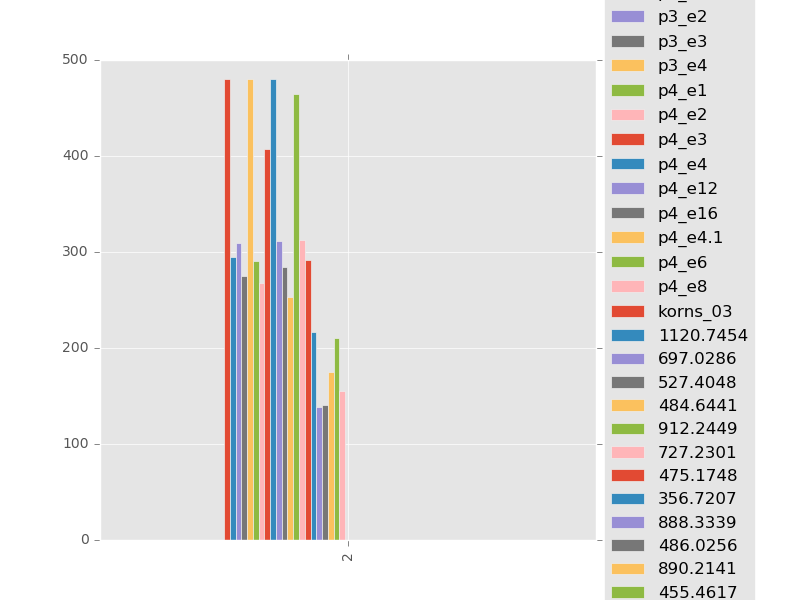 500
400
300
200
100
0
2
p3_e2
p3_e3
p3_e4
p4_e1
p4_e2
p4_e3
p4_e4
p4_e12
p4_e16
p4_e4.1
p4_e6
p4_e8
korns_03
1120.7454
697.0286
527.4048
484.6441
912.2449
727.2301
475.1748
356.7207
888.3339
486.0256
890.2141
455.4617